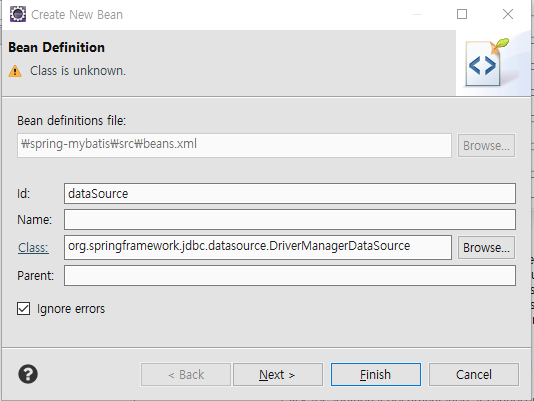 Create New Bean
Bean Definition
Class is unknown.
Bean definitions file:
₩spring-mybatis₩src₩beans.xml
Browse...
Id:
dataSource
Name:
Class:
org.springframework.jdbc.datasource.DriverManagerDataSource
Browse...
Parent:
Ignore errors
?
< Back
Next >
Finish
Cancel